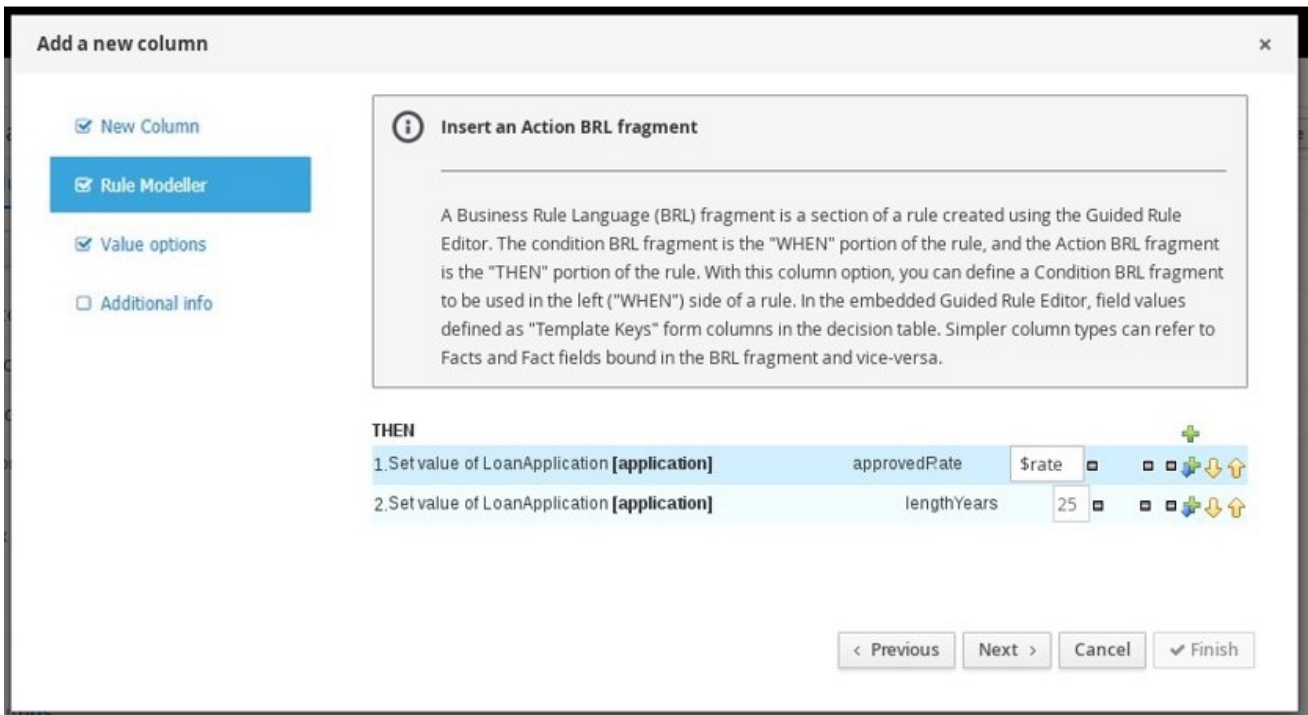 Add a new column ×
New Column
Rule Modeller
Value options
Additional info
Insert an Action BRL fragment
A Business Rule Language (BRL) fragment is a section of a rule created using the Guided Rule
Editor. The condition BRL fragment is the "WHEN" portion of the rule, and the Action BRL fragment
is the "THEN" portion of the rule. With this column option, you can define a Condition BRL fragment
to be used in the left ("WHEN") side of a rule. In the embedded Guided Rule Editor, field values
defined as "Template Keys" form columns in the decision table. Simpler column types can refer to
Facts and Fact fields bound in the BRL fragment and vice-versa.
THEN
1. Set value of LoanApplication [application] approvedRate $rate
2. Set value of LoanApplication [application] lengthYears 25
< Previous Next > Cancel ✔ Finish